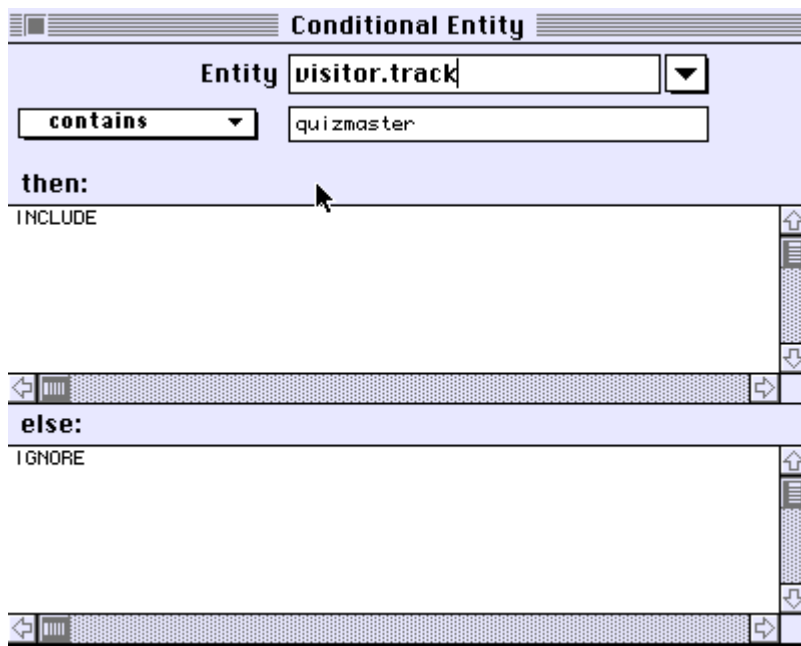 Conditional Entity
Entity visitor.track
contains quizmaster
then:
INCLUDE
else:
IGNORE